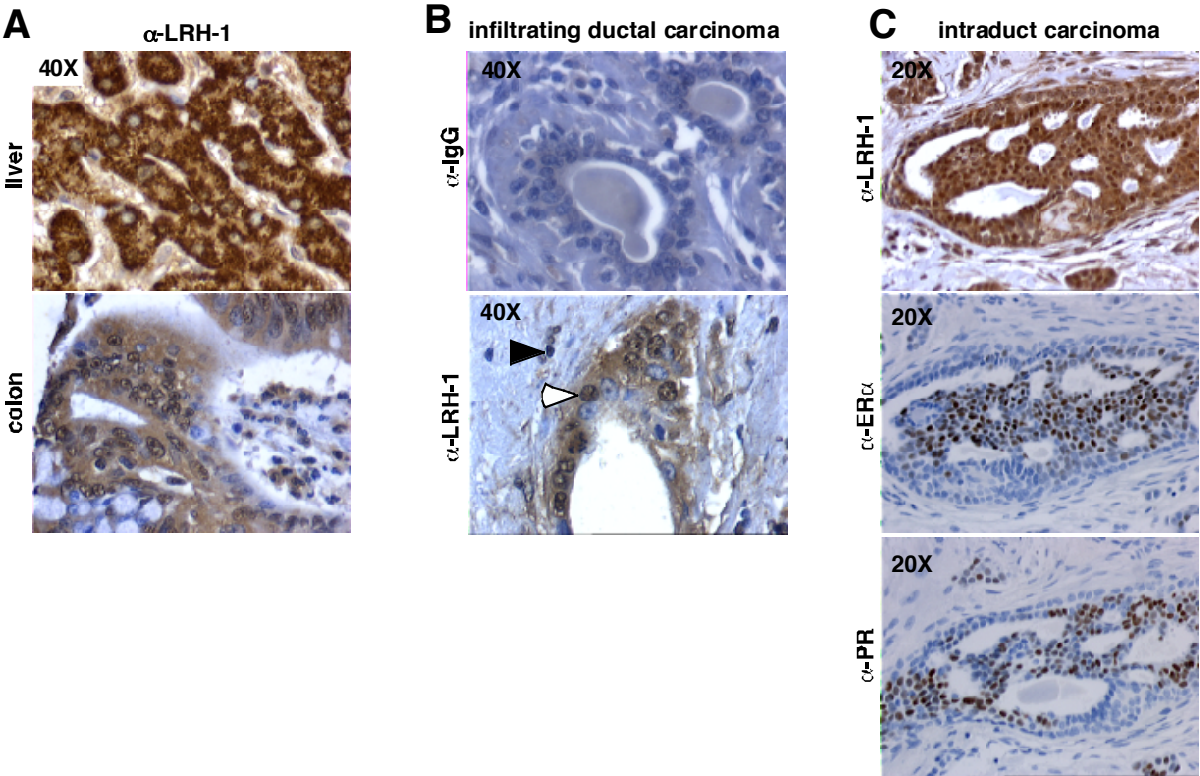 A
α-LRH-1
40X
liver
colon
B
infiltrating ductal carcinoma
40X
α-IgG
40X
α-LRH-1
C
intraduct carcinoma
20X
α-LRH-1
20X
α-ERα
20X
α-PR